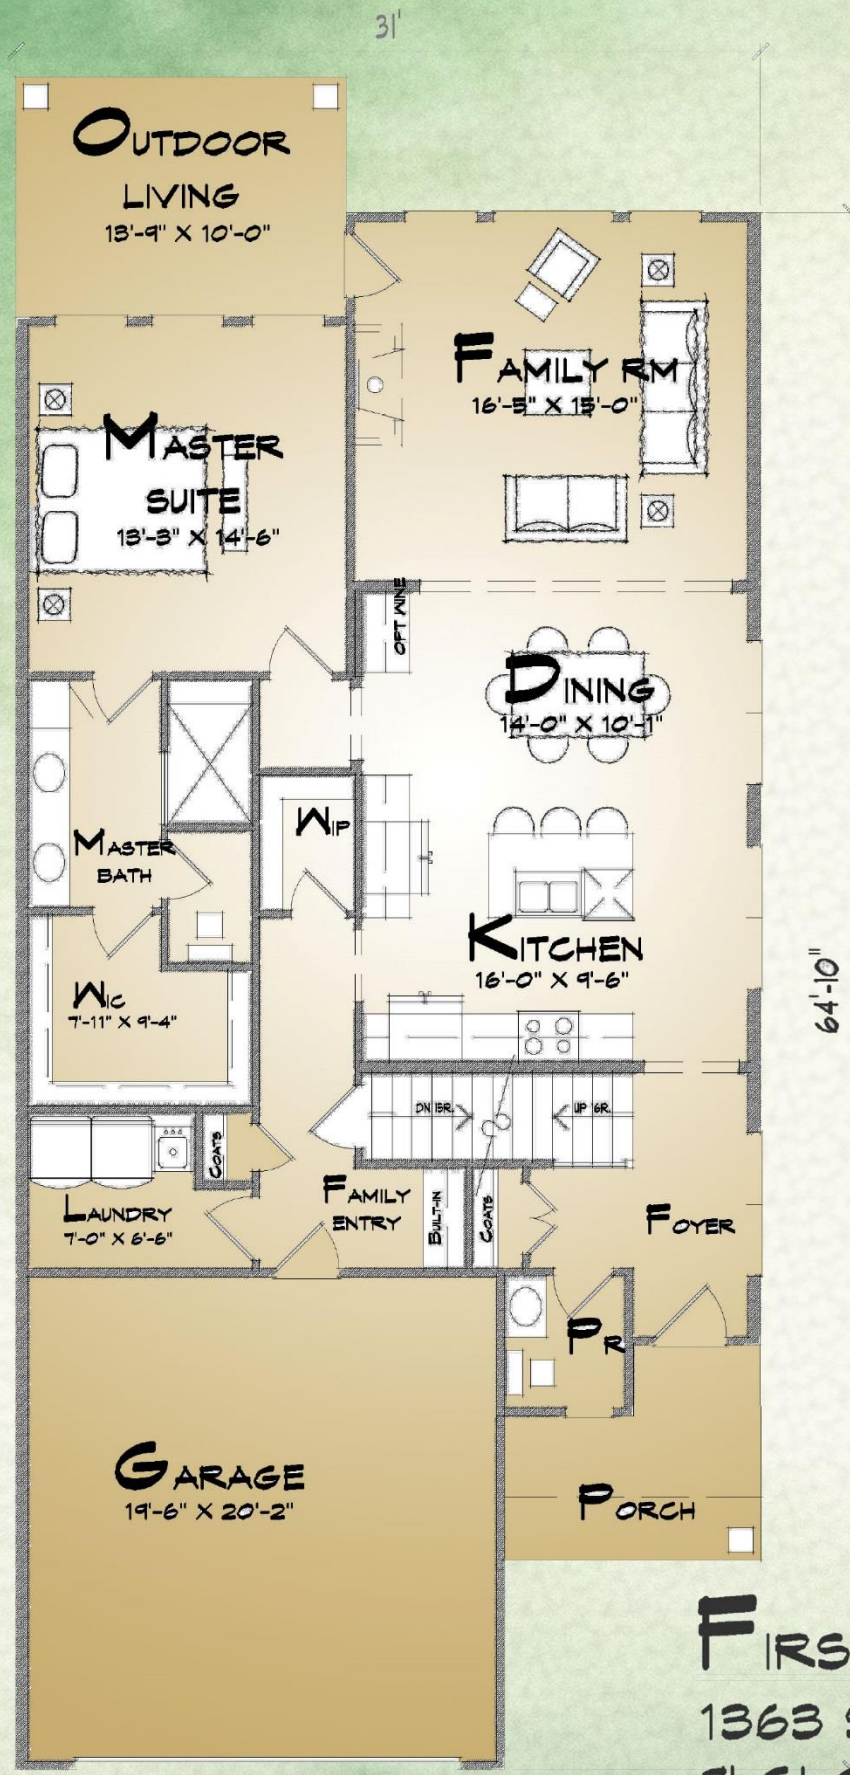 31'
OUTDOOR
LIVING
13'-9" X 10'-0"
FAMILY RM
16'-5" X 15'-0"
MASTER
SUITE
13'-3" X 14'-6"
OPT WINE
DINING
14'-0" X 10'-1"
WIP
MASTER
BATH
KITCHEN
16'-0" X 9'-6"
WIC
7'-11" X 9'-4"
64'-10"
DN 15R.
UP 16R.
COATS
FAMILY
ENTRY
BUILT-IN
COATS
LAUNDRY
7'-0" X 6'-6"
FOYER
PR
GARAGE
19'-6" X 20'-2"
PORCH
FIRS
1363